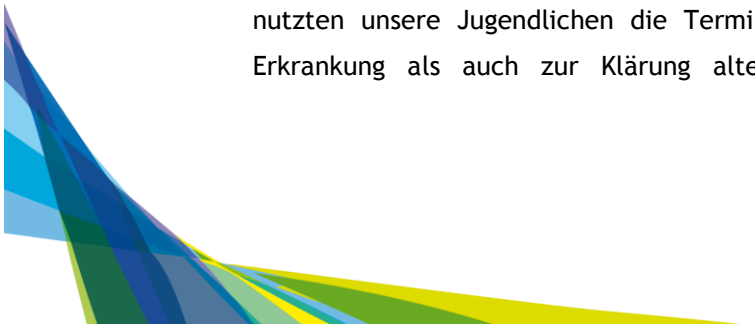 nutzten unsere Jugendlichen die Termi
Erkrankung als auch zur Klärung alte